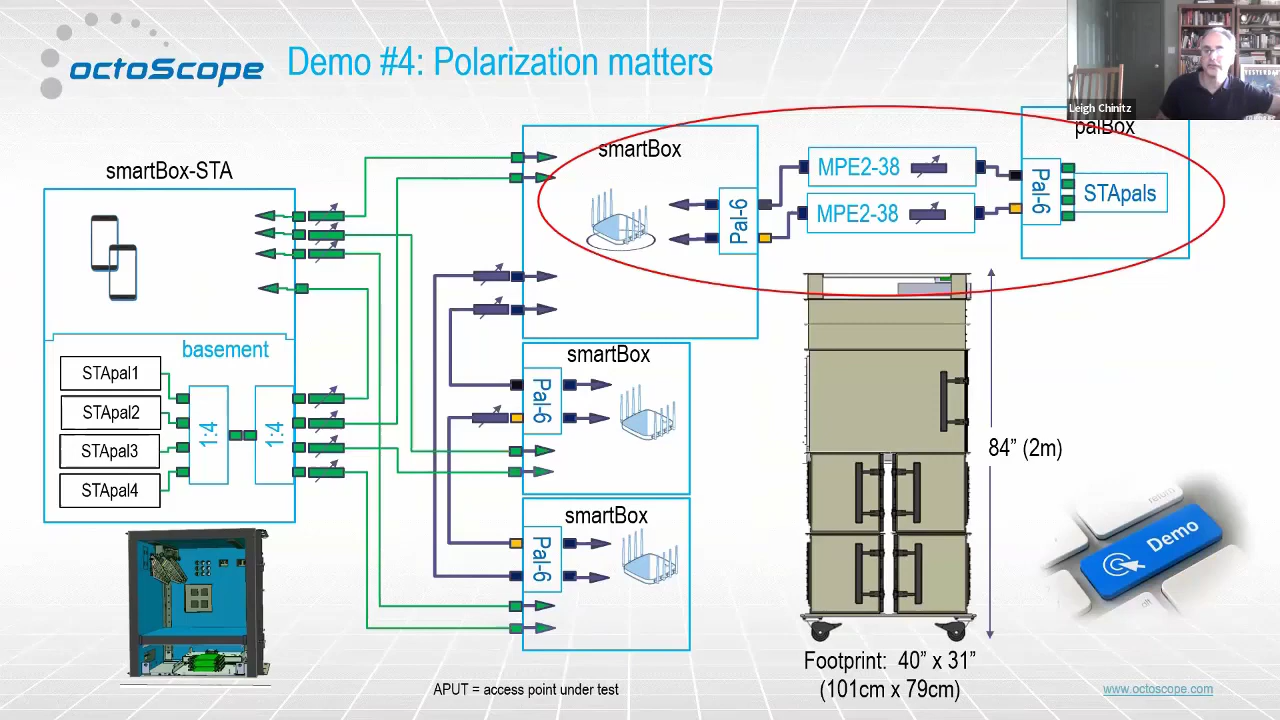 octoScope
Demo #4: Polarization matters
Leigh Chinitz
smartBox-STA
basement
STApal1
STApal2
STApal3
STApal4
1:4
1:4
smartBox
Pal-6
MPE2-38
MPE2-38
palBox
Pal-6
STApals
smartBox
Pal-6
smartBox
Pal-6
84” (2m)
Footprint: 40” x 31”
(101cm x 79cm)
return
Demo
alt
APUT = access point under test
www.octoscope.com